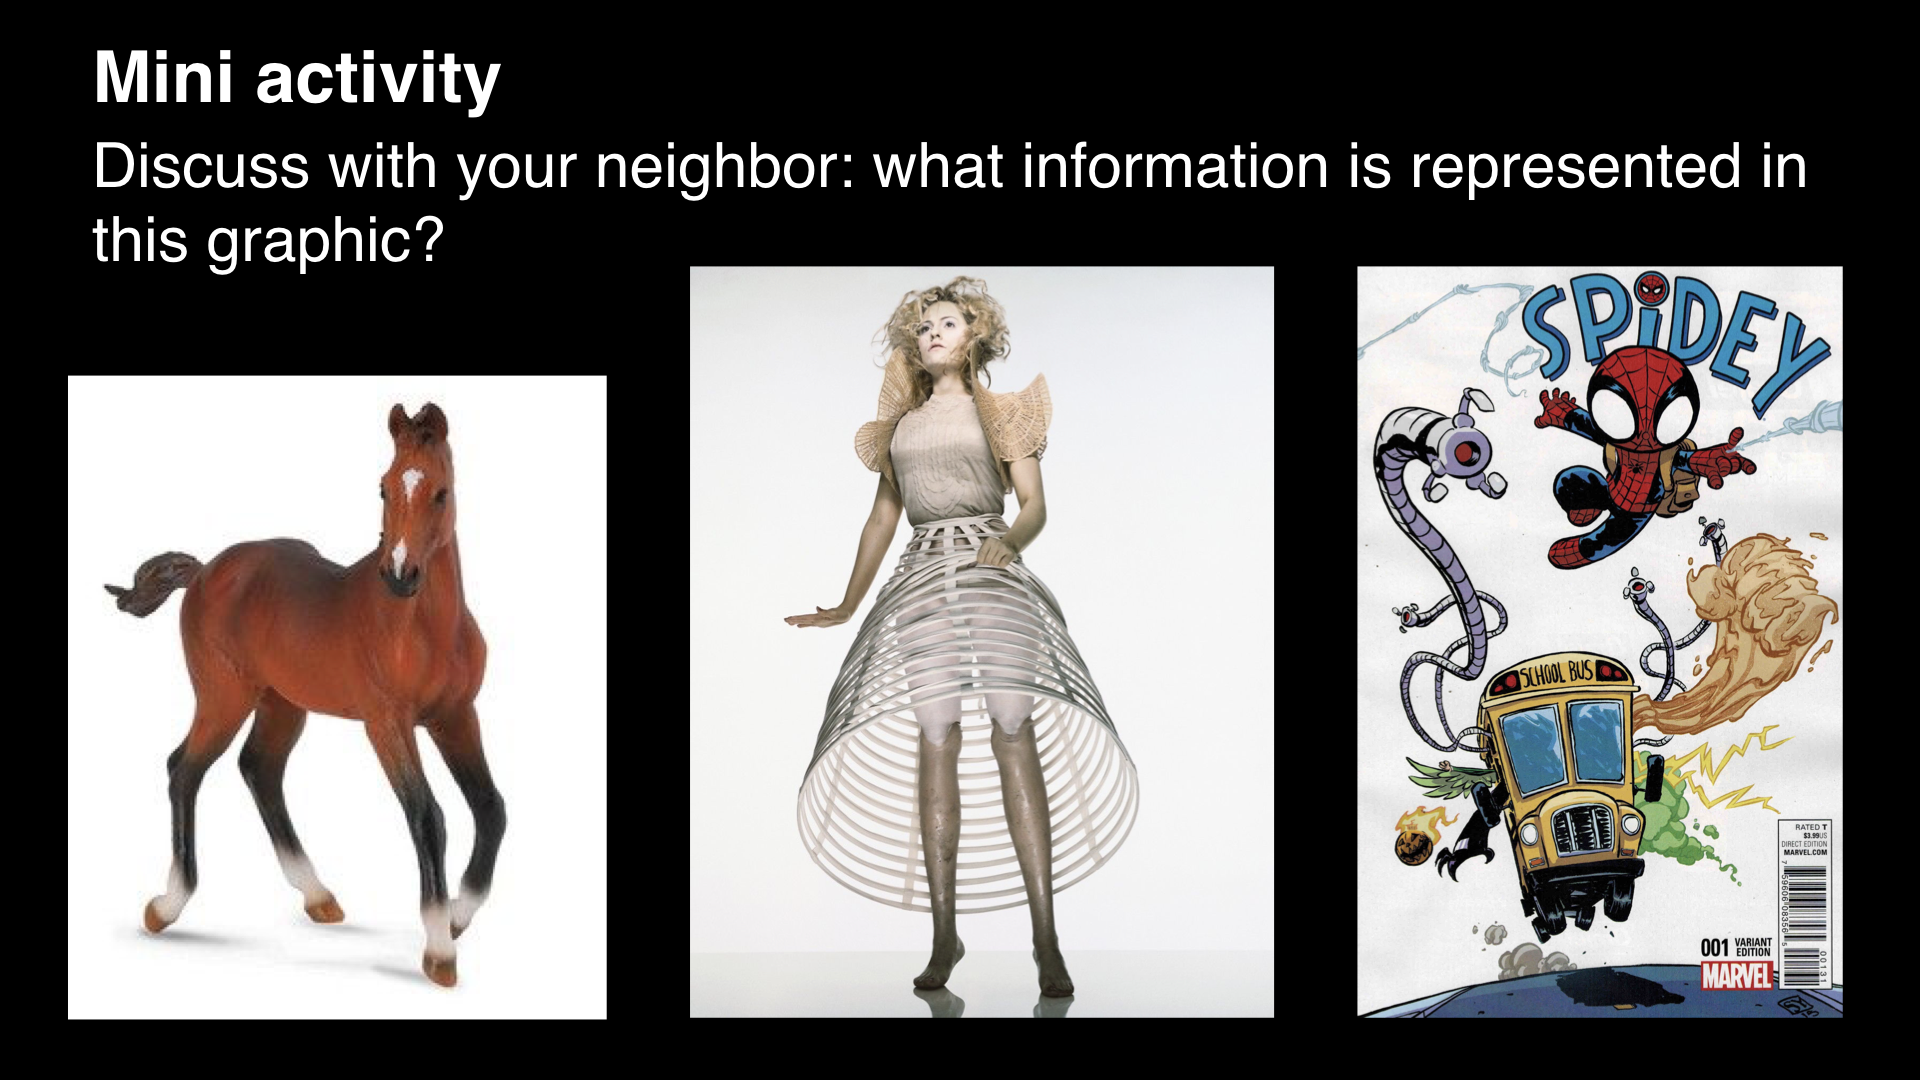 Mini activity
Discuss with your neighbor: what information is represented in
this graphic?
SPiDEY
SCHOOL BUS
RATED T
$3.99US
DIRECT EDITION
MARVEL.COM
001 VARIANT
EDITION
MARVEL